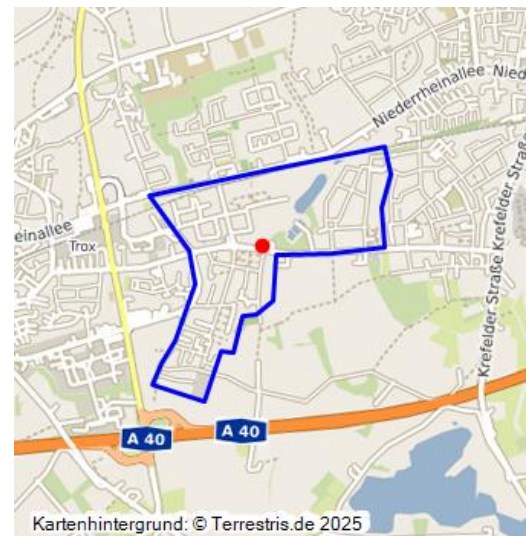 Niederrheinallee Nied
einallee
Trox
Krefelder Straße Krefelder Straß
A 40
A 40
Kartenhintergrund: © Terrestris.de 2025